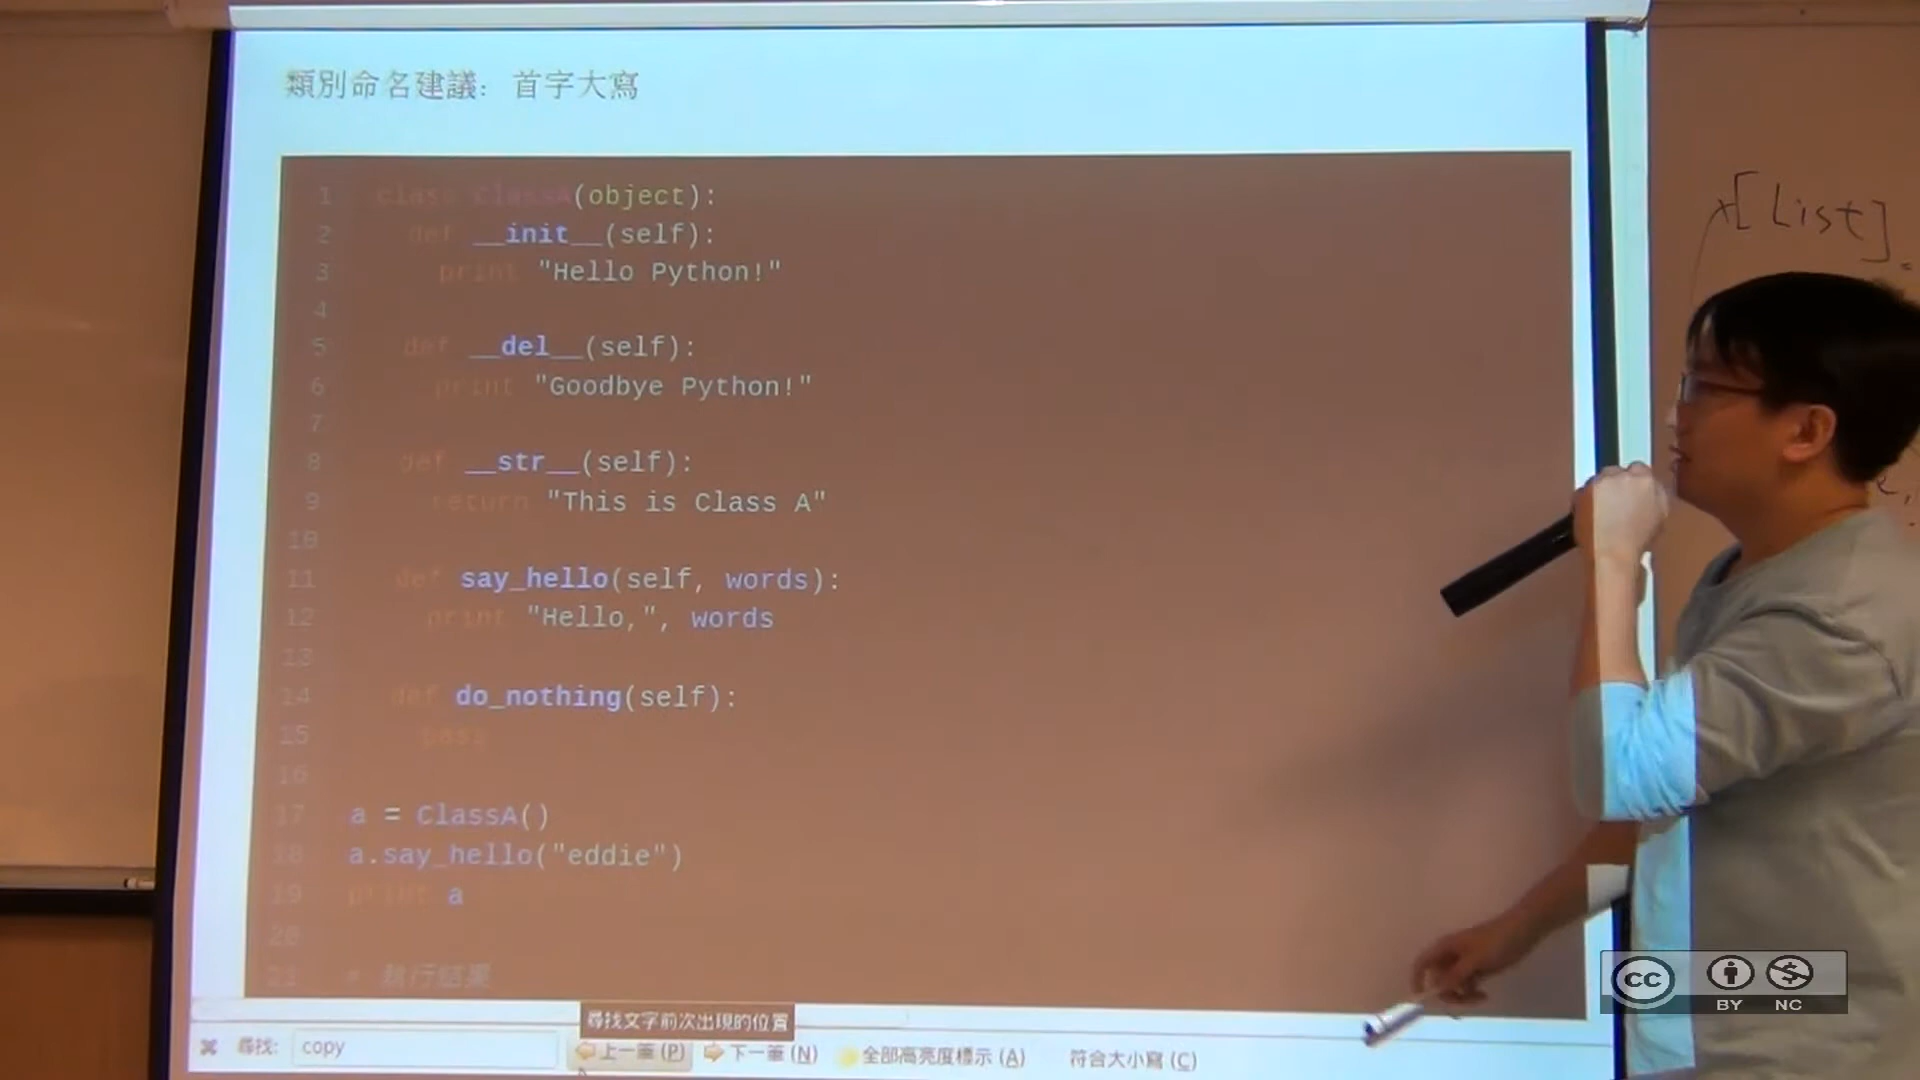 類別命名建議: 首字大寫
1 class ClassA(object):
2 def __init__(self):
3 print "Hello Python!"
4
5 def __del__(self):
6 print "Goodbye Python!"
7
8 def __str__(self):
9 return "This is Class A"
10
11 def say_hello(self, words):
12 print "Hello,", words
13
14 def do_nothing(self):
15 pass
16
17 a = ClassA()
18 a.say_hello("eddie")
19 print a
20
21 # 執行結果
尋找文字前次出現的位置
尋找: copy 上一筆 (P) 下一筆 (N) 全部高亮度標示 (A) 符合大小寫 (C)
x[List]
CC BY NC